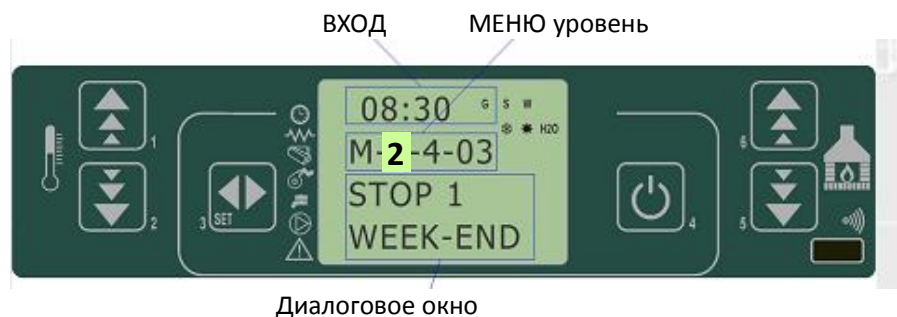 ВХОД МЕНЮ уровень
08:30 G S W
H2O
M-2-4-03
STOP 1
WEEK-END
1
2
3 SET
4
6
5
Диалоговое окно